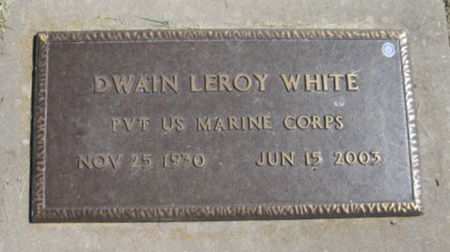 DWAIN LEROY WHITE
PVT US MARINE CORPS
NOV 25 1930 JUN 15 2003